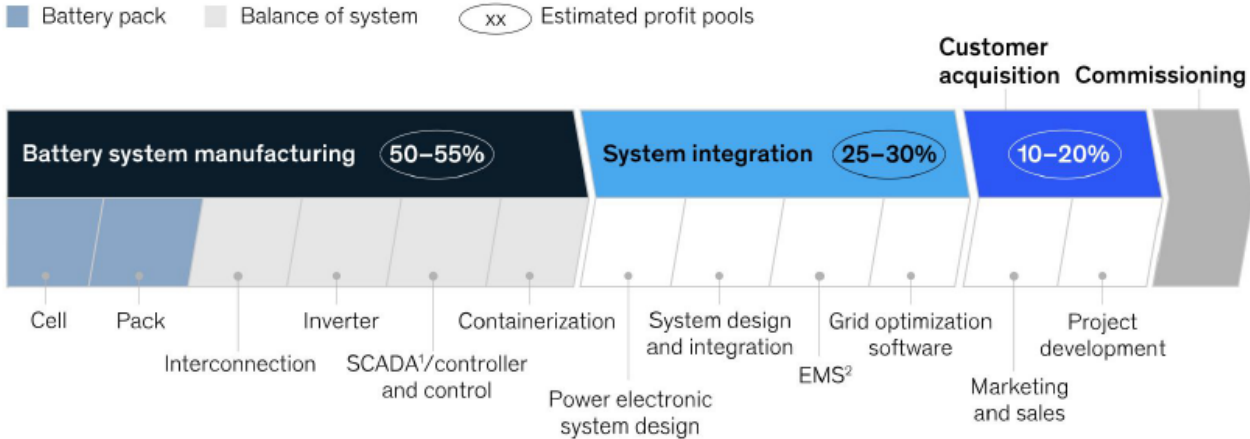 Battery pack
Balance of system
xx
Estimated profit pools
Customer
acquisition
Commissioning
Battery system manufacturing
50–55%
System integration
25–30%
10–20%
Cell
Pack
Interconnection
Inverter
SCADA¹/controller
and control
Containerization
Power electronic
system design
System design
and integration
EMS²
Grid optimization
software
Marketing
and sales
Project
development